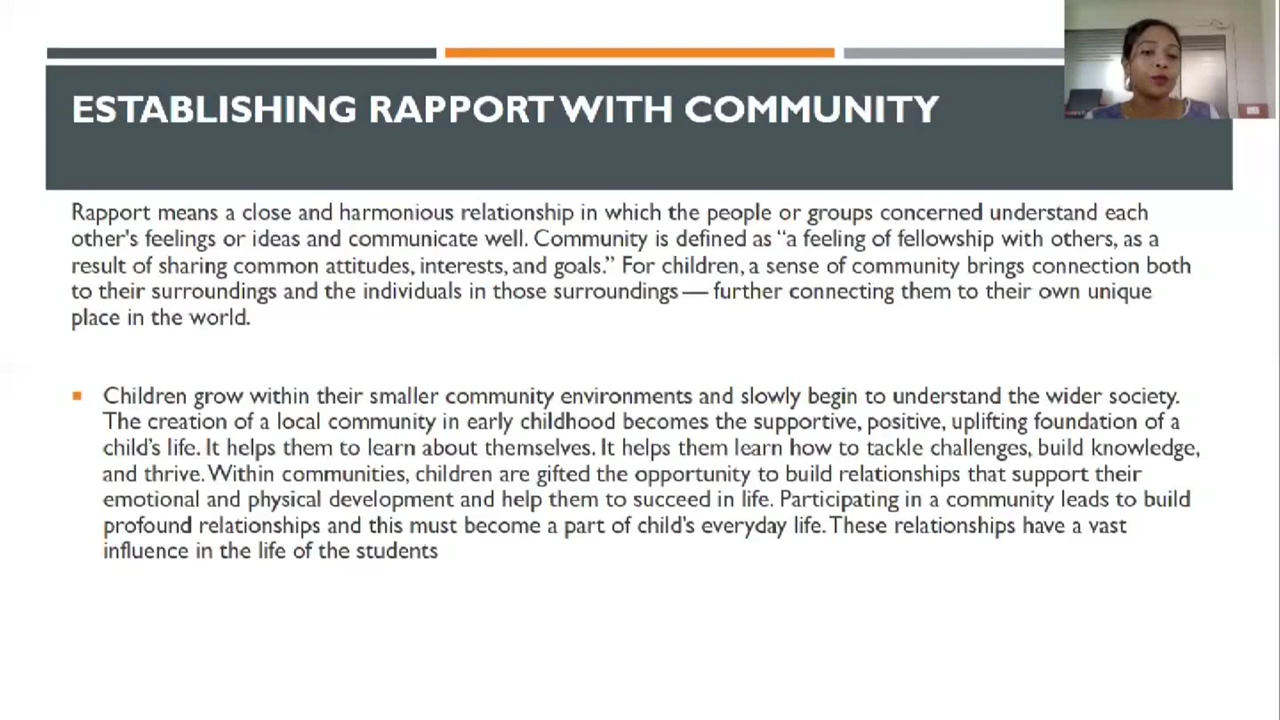 ESTABLISHING RAPPORT WITH COMMUNITY
Rapport means a close and harmonious relationship in which the people or groups concerned understand each
other's feelings or ideas and communicate well. Community is defined as “a feeling of fellowship with others, as a
result of sharing common attitudes, interests, and goals.” For children, a sense of community brings connection both
to their surroundings and the individuals in those surroundings — further connecting them to their own unique
place in the world.
Children grow within their smaller community environments and slowly begin to understand the wider society.
The creation of a local community in early childhood becomes the supportive, positive, uplifting foundation of a
child's life. It helps them to learn about themselves. It helps them learn how to tackle challenges, build knowledge,
and thrive. Within communities, children are gifted the opportunity to build relationships that support their
emotional and physical development and help them to succeed in life. Participating in a community leads to build
profound relationships and this must become a part of child's everyday life. These relationships have a vast
influence in the life of the students